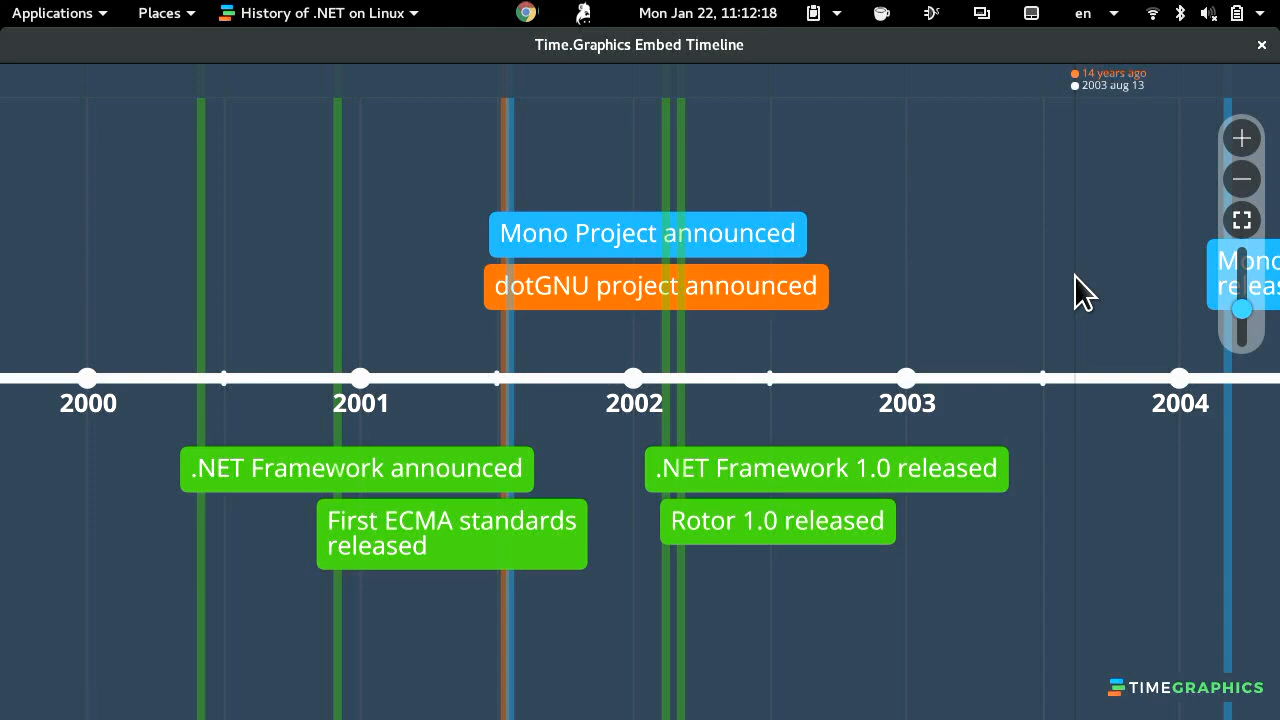 Applications Places History of .NET on Linux Mon Jan 22, 11:12:18 en
Time.Graphics Embed Timeline
14 years ago
2003 aug 13
Mono Project announced
dotGNU project announced
Mono
releas
2000 2001 2002 2003 2004
.NET Framework announced
First ECMA standards
released
.NET Framework 1.0 released
Rotor 1.0 released
TIMEGRAPHICS